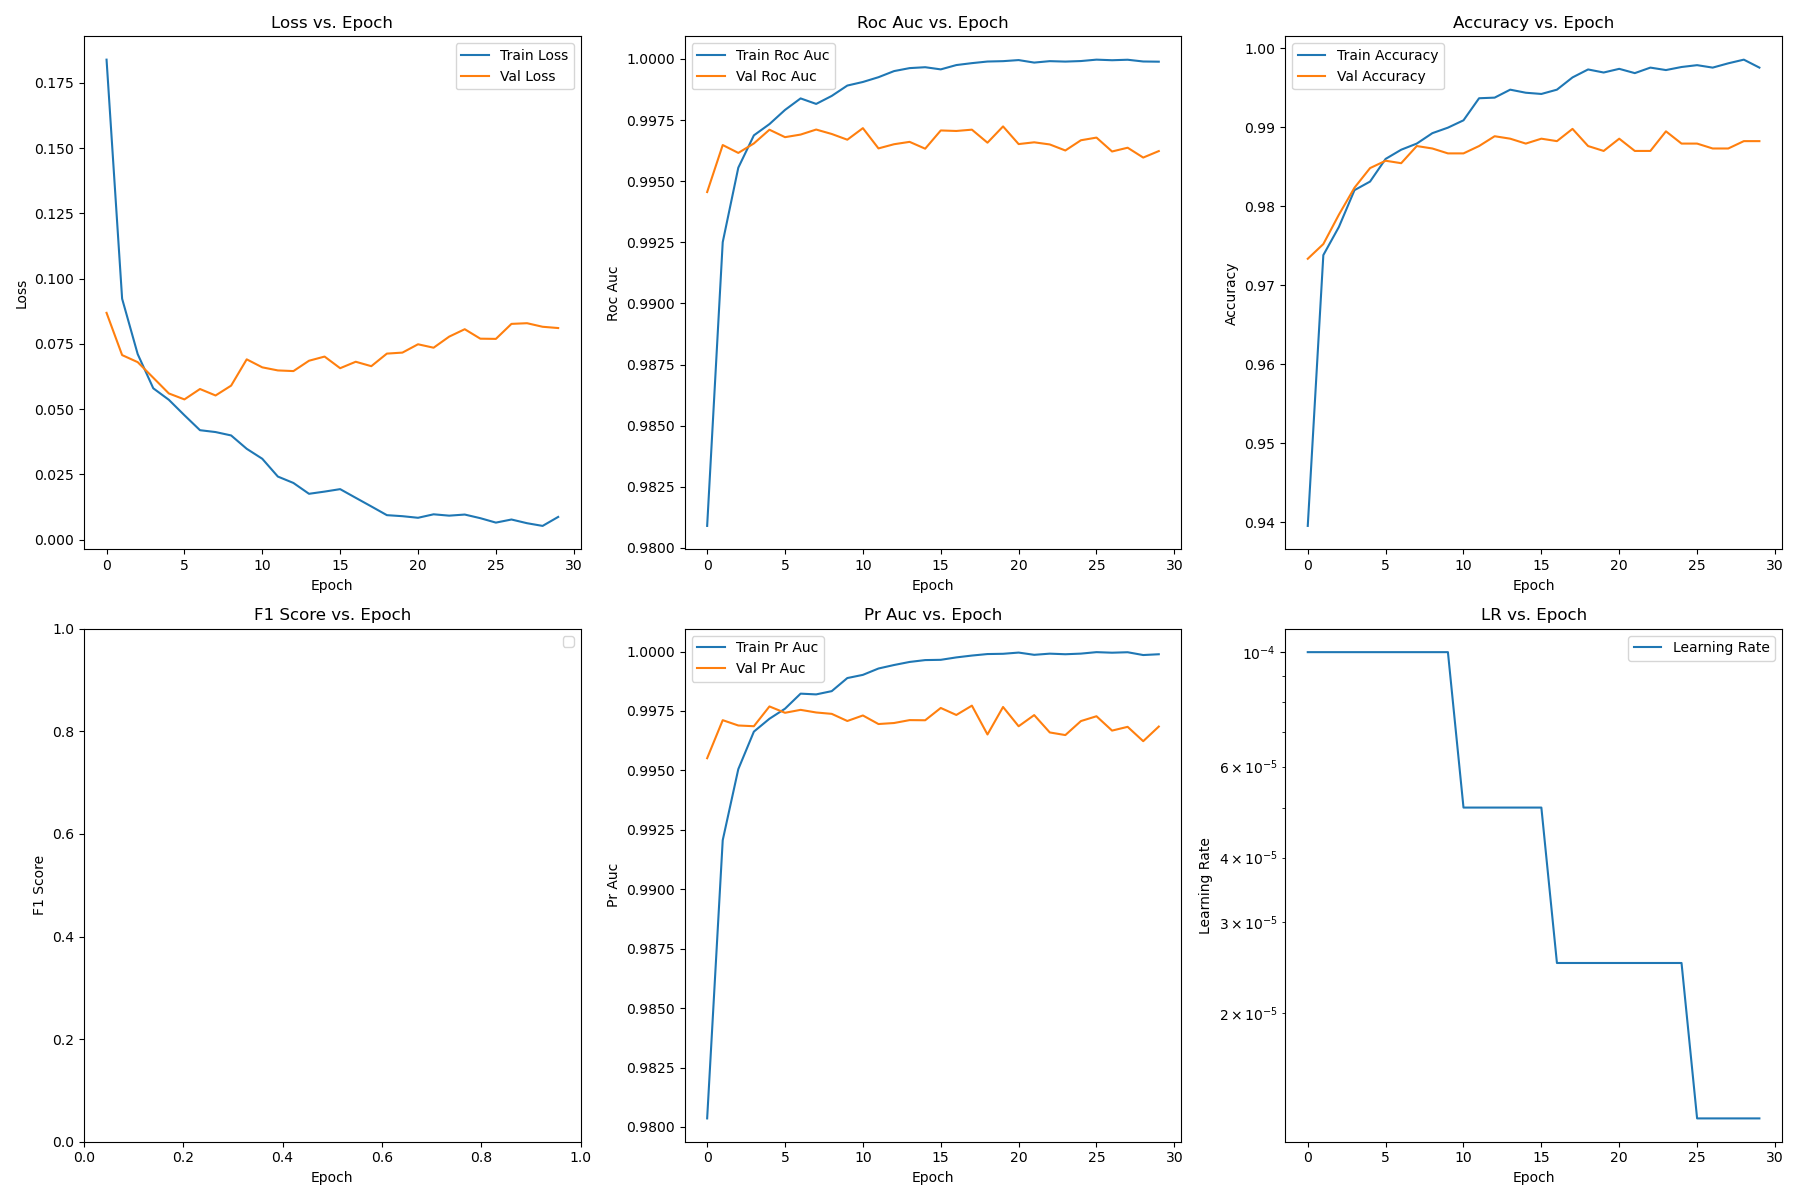 Loss vs. Epoch
Train Loss
Val Loss
0.175
0.150
0.125
0.100
0.075
0.050
0.025
0.000
Loss
0 5 10 15 20 25 30
Epoch
Roc Auc vs. Epoch
Train Roc Auc
Val Roc Auc
1.0000
0.9975
0.9950
0.9925
0.9900
0.9875
0.9850
0.9825
0.9800
Roc Auc
0 5 10 15 20 25 30
Epoch
Accuracy vs. Epoch
Train Accuracy
Val Accuracy
1.00
0.99
0.98
0.97
0.96
0.95
0.94
Accuracy
0 5 10 15 20 25 30
Epoch
F1 Score vs. Epoch
1.0
0.8
0.6
0.4
0.2
0.0
F1 Score
0.0 0.2 0.4 0.6 0.8 1.0
Epoch
Pr Auc vs. Epoch
Train Pr Auc
Val Pr Auc
1.0000
0.9975
0.9950
0.9925
0.9900
0.9875
0.9850
0.9825
0.9800
Pr Auc
0 5 10 15 20 25 30
Epoch
LR vs. Epoch
Learning Rate
10⁻⁴
6 × 10⁻⁵
4 × 10⁻⁵
3 × 10⁻⁵
2 × 10⁻⁵
Learning Rate
0 5 10 15 20 25 30
Epoch